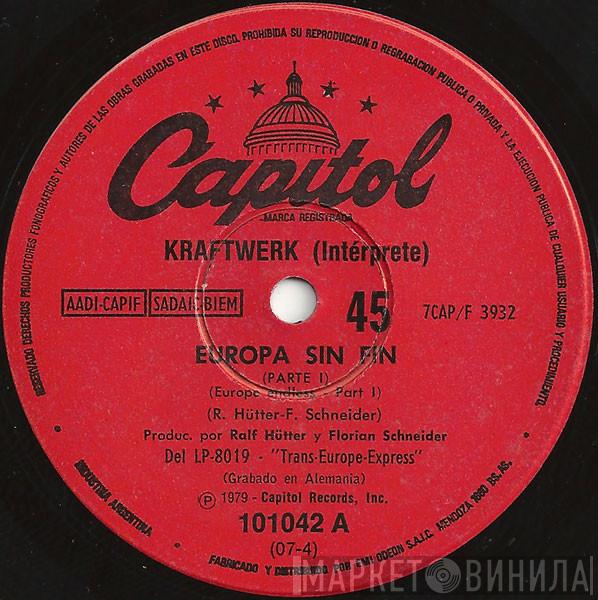 RESERVADO DERECHOS PRODUCTORES FONOGRAFICOS Y AUTORES DE LAS OBRAS GRABADAS EN ESTE DISCO. PROHIBIDA SU REPRODUCCION O REGRABACION PUBLICA O PRIVADA Y LA EJECUCION PUBLICA DE CUALQUIER USUARIO Y PROCEDIMIENTO.
Capitol
MARCA REGISTRADA
KRAFTWERK (Intérprete)
AADI-CAPIF SADAIC-BIEM
45
7CAP/F 3932
EUROPA SIN FIN
(PARTE I)
(Europe endless - Part I)
(R. Hütter-F. Schneider)
Produc. por Ralf Hütter y Florian Schneider
Del LP-8019 - "Trans-Europe-Express"
(Grabado en Alemania)
Ⓟ 1979 - Capitol Records, Inc.
101042 A
(07-4)
INDUSTRIA ARGENTINA
FABRICADO Y DISTRIBUIDO POR EMI ODEON S.A.I.C. MENDOZA 1660 BS. AS.
МАРКЕТ ВИНИЛА